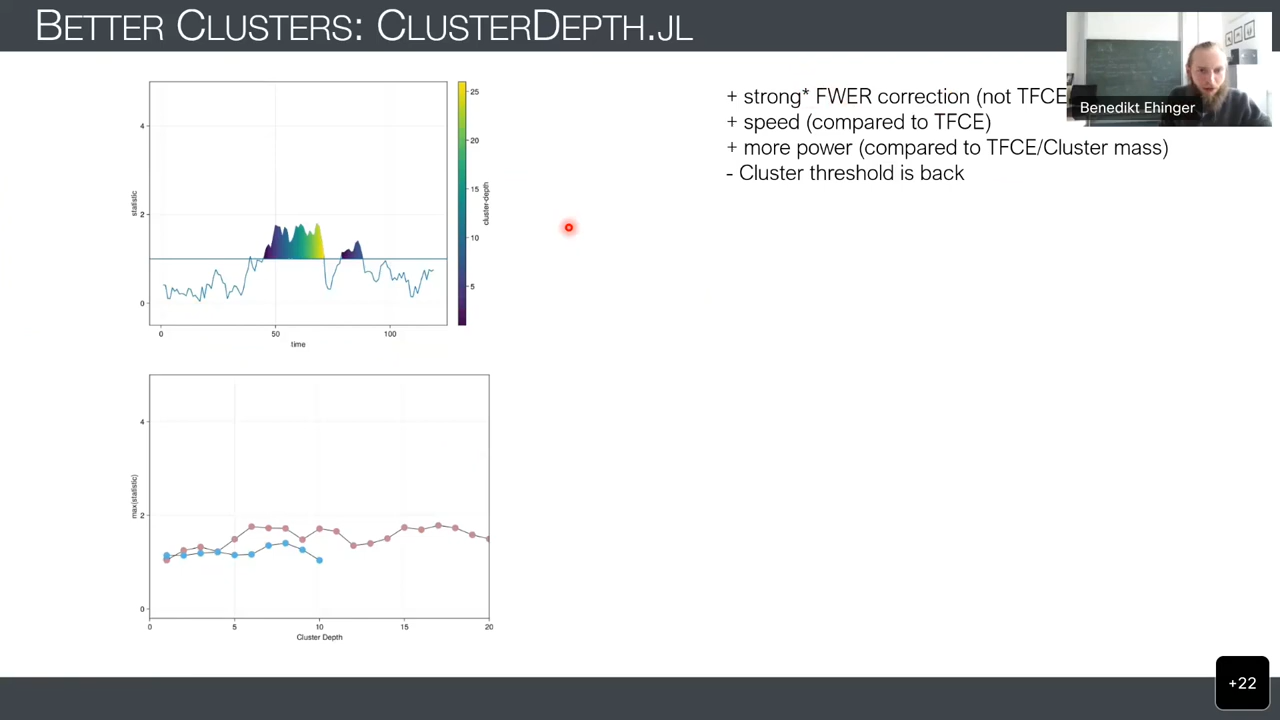 BETTER CLUSTERS: CLUSTERDEPTH.JL
+ strong* FWER correction (not TFCE
+ speed (compared to TFCE)
+ more power (compared to TFCE/Cluster mass)
- Cluster threshold is back
Benedikt Ehinger
4
2
0
statistic
0
50
100
time
25
20
15
10
5
cluster-depth
4
2
0
max(statistic)
0
5
10
15
20
Cluster Depth
+22